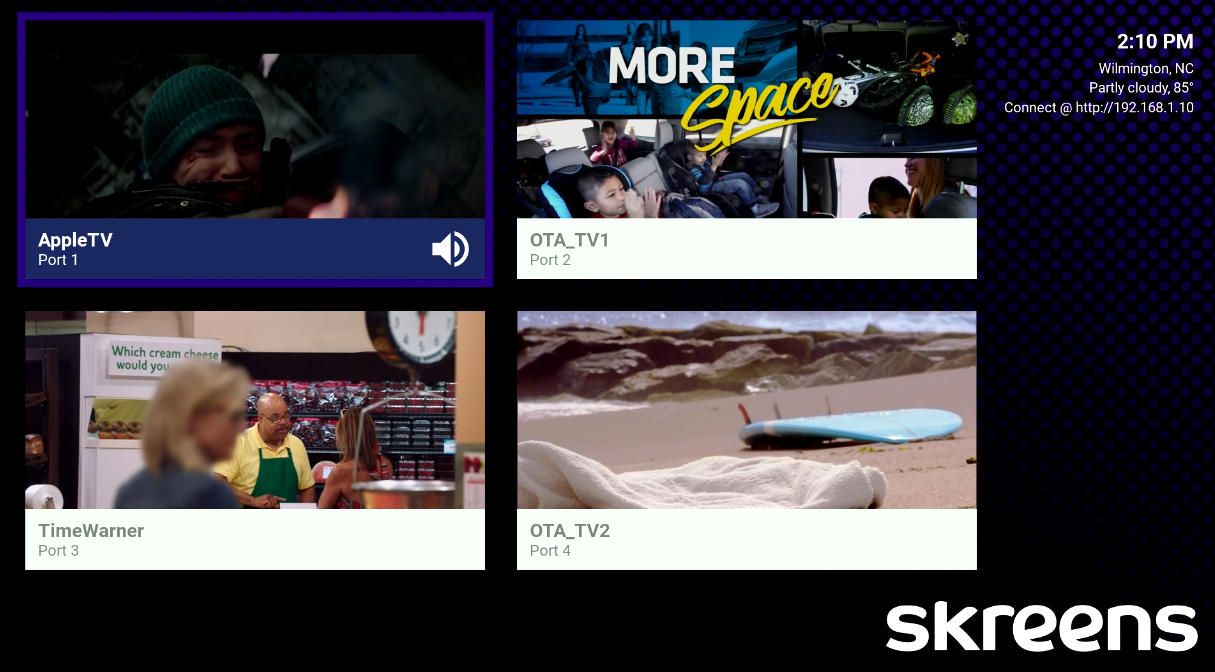 MORE
Space
2:10 PM
Wilmington, NC
Partly cloudy, 85°
Connect @ http://192.168.1.10
AppleTV
Port 1
OTA_TV1
Port 2
Which cream cheese
would you
TimeWarner
Port 3
OTA_TV2
Port 4
skreens